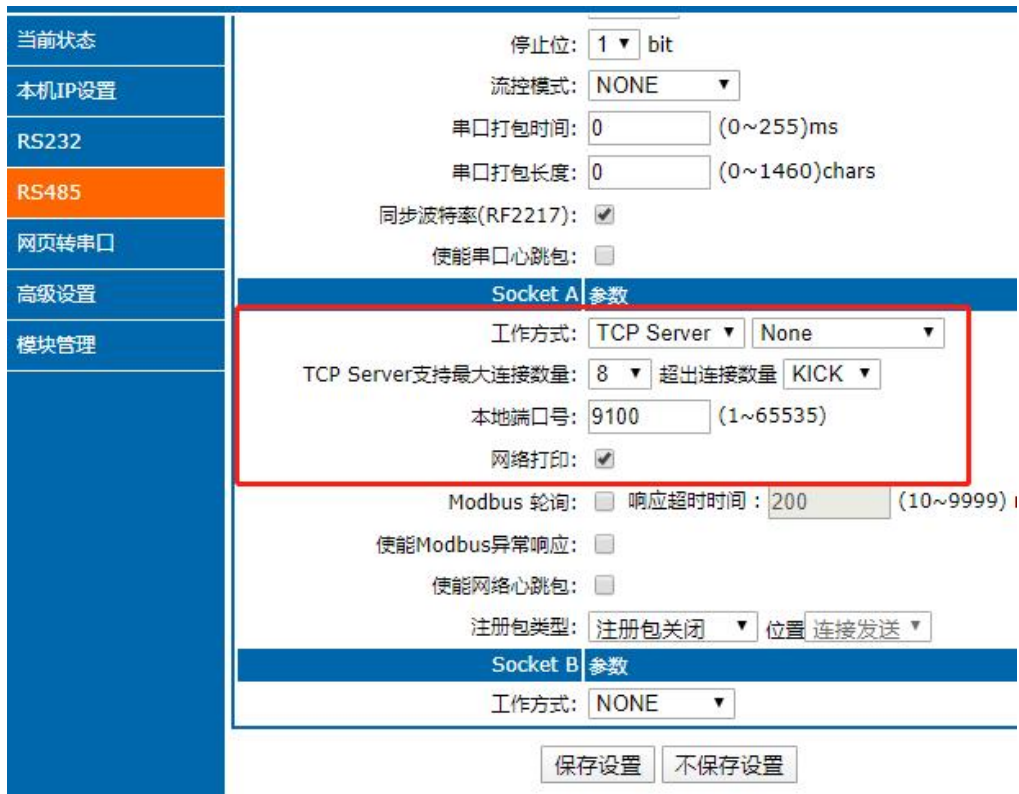 当前状态
本机IP设置
RS232
RS485
网页转串口
高级设置
模块管理
停止位: 1 bit
流控模式: NONE
串口打包时间: 0 (0~255)ms
串口打包长度: 0 (0~1460)chars
同步波特率(RF2217):
使能串口心跳包:
Socket A 参数
工作方式: TCP Server None
TCP Server支持最大连接数量: 8 超出连接数量 KICK
本地端口号: 9100 (1~65535)
网络打印:
Modbus 轮询: 响应超时时间 : 200 (10~9999)
使能Modbus异常响应:
使能网络心跳包:
注册包类型: 注册包关闭 位置 连接发送
Socket B 参数
工作方式: NONE
保存设置 不保存设置